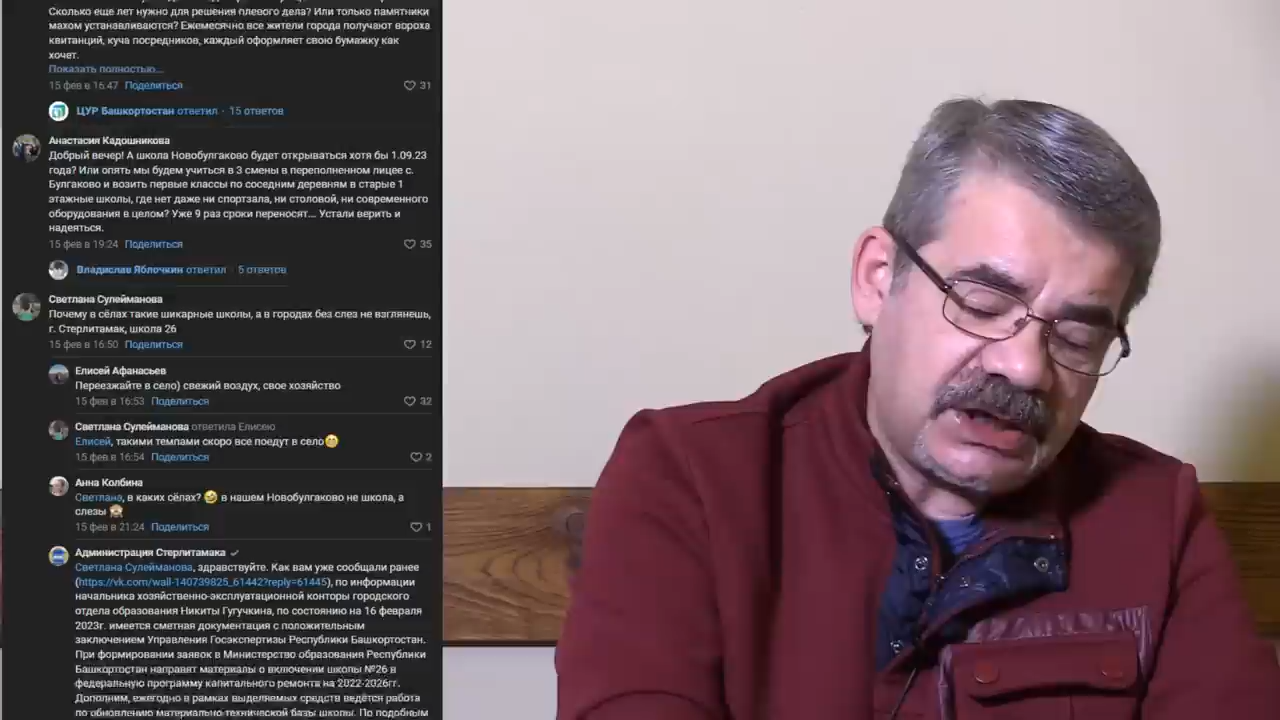 Сколько еще лет нужно для решения плевого дела? Или только памятники
махом устанавливаются? Ежемесячно все жители города получают вороха
квитанций, куча посредников, каждый оформляет свою бумажку как
хочет.
Показать полностью...
15 фев в 16:47 Поделиться 31
ЦУР Башкортостан ответил · 15 ответов
Анастасия Кадошникова
Добрый вечер! А школа Новобулгаково будет открываться хотя бы 1.09.23
года? Или опять мы будем учиться в 3 смены в переполненном лицее с.
Булгаково и возить первые классы по соседним деревням в старые 1
этажные школы, где нет даже ни спортзала, ни столовой, ни современного
оборудования в целом? Уже 9 раз сроки переносят... Устали верить и
надеяться.
15 фев в 19:24 Поделиться 35
Владислав Яблочкин ответил · 5 ответов
Светлана Сулейманова
Почему в сёлах такие шикарные школы, а в городах без слез не взглянешь,
г. Стерлитамак, школа 26
15 фев в 16:50 Поделиться 12
Елисей Афанасьев
Переезжайте в село) свежий воздух, свое хозяйство
15 фев в 16:53 Поделиться 32
Светлана Сулейманова ответила Елисею
Елисей, такими темпами скоро все поедут в село😁
15 фев в 16:54 Поделиться 2
Анна Колбина
Светлана, в каких сёлах? 🤣 в нашем Новобулгаково не школа, а
слезы 🙈
15 фев в 21:24 Поделиться 1
Администрация Стерлитамака
Светлана Сулейманова, здравствуйте. Как вам уже сообщали ранее
(https://vk.com/wall-140739825_61442?reply=61445), по информации
начальника хозяйственно-эксплуатационной конторы городского
отдела образования Никиты Гугучкина, по состоянию на 16 февраля
2023г. имеется сметная документация с положительным
заключением Управления Госэкспертизы Республики Башкортостан.
При формировании заявок в Министерство образования Республики
Башкортостан направят материалы о включении школы №26 в
федеральную программу капитального ремонта на 2022-2026гг.
Дополним, ежегодно в рамках выделяемых средств ведётся работа
по обновлению материально-технической базы школы. По подобным